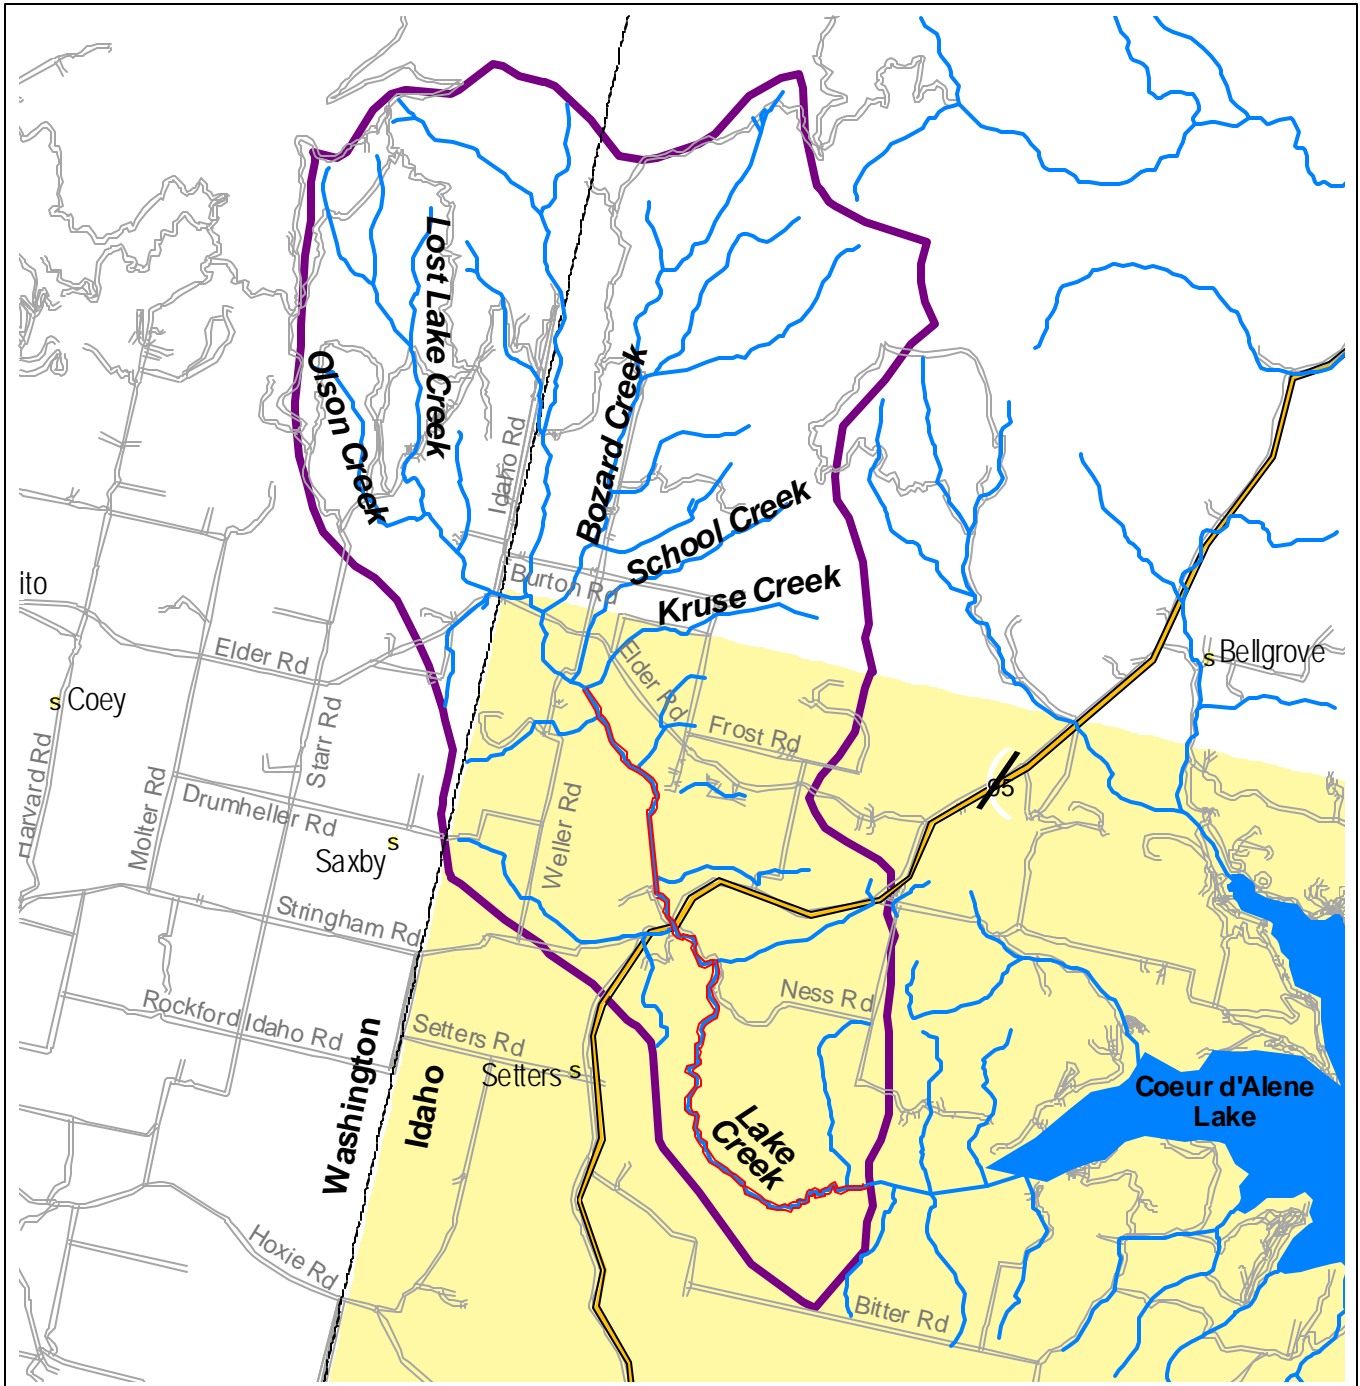 Lost Lake Creek
Olson Creek
Bozard Creek
Idaho Rd
School Creek
Kruse Creek
Burton Rd
ito
Elder Rd
Elder Rd
Bellgrove
Coey
Frost Rd
Starr Rd
Harvard Rd
Molter Rd
Drumheller Rd
Saxby
Weller Rd
95
Stringham Rd
Ness Rd
Rockford Idaho Rd
Setters Rd
Setters
Washington
Idaho
Lake
Creek
Coeur d'Alene
Lake
Hoxie Rd
Bitter Rd